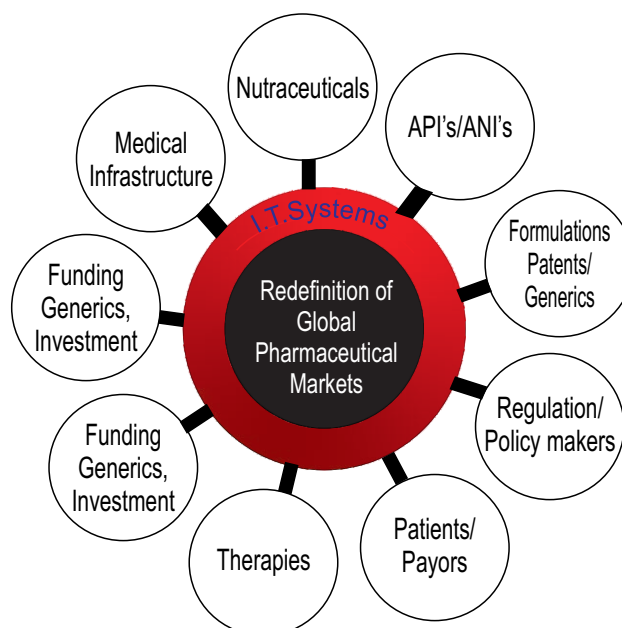 Nutraceuticals
API's/ANI's
Medical
Infrastructure
I.T.Systems
Formulations
Patents/
Generics
Funding
Generics,
Investment
Redefinition of
Global
Pharmaceutical
Markets
Regulation/
Policy makers
Funding
Generics,
Investment
Patients/
Payors
Therapies